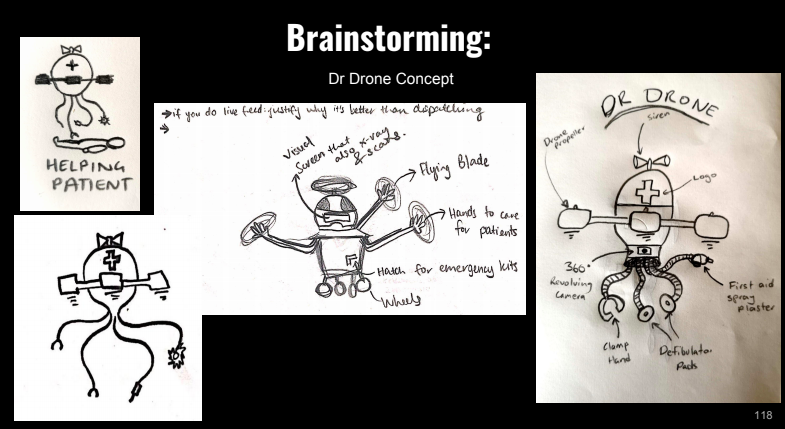 Brainstorming:
Dr Drone Concept
HELPING
PATIENT
→if you do live feed: justify why it's better than dispatching
→
Visual
Screen that
also x-ray
& scans.
Flying Blade
Hands to care
for patients
Hatch for emergency kits
Wheels
DR DRONE
Siren
Drone
propeller
Logo
360°
Revolving
Camera
First aid
spray
plaster
Clamp
Hand
Defibulator
Pads
118